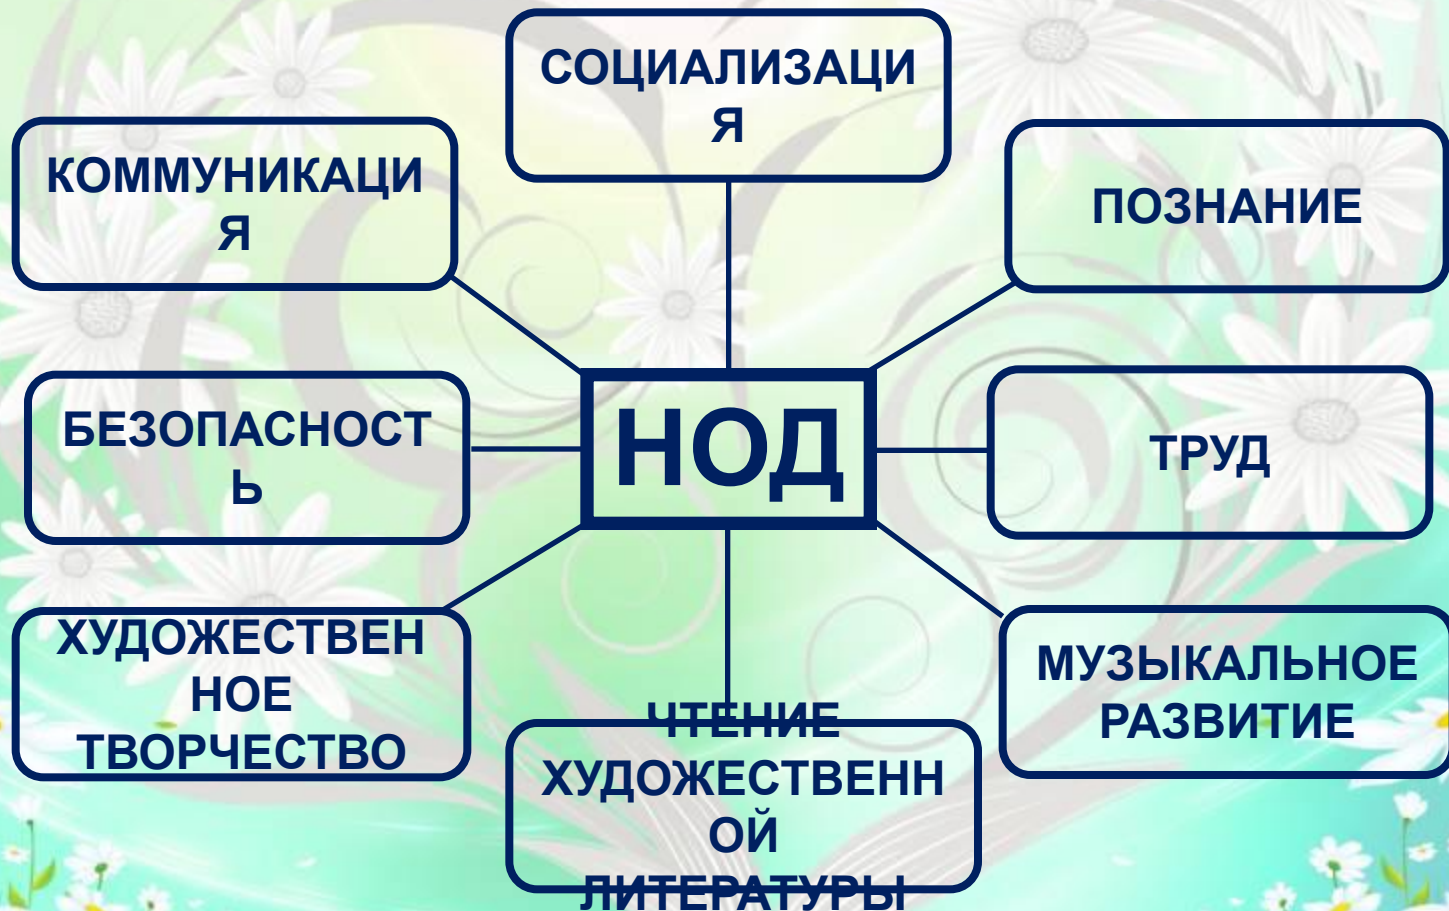 СОЦИАЛИЗАЦИ
Я
КОММУНИКАЦИ
Я
ПОЗНАНИЕ
БЕЗОПАСНОСТ
Ь
НОД
ТРУД
ХУДОЖЕСТВЕН
НОЕ
ТВОРЧЕСТВО
ЧТЕНИЕ
ХУДОЖЕСТВЕНН
ОЙ
ЛИТЕРАТУРЫ
МУЗЫКАЛЬНОЕ
РАЗВИТИЕ